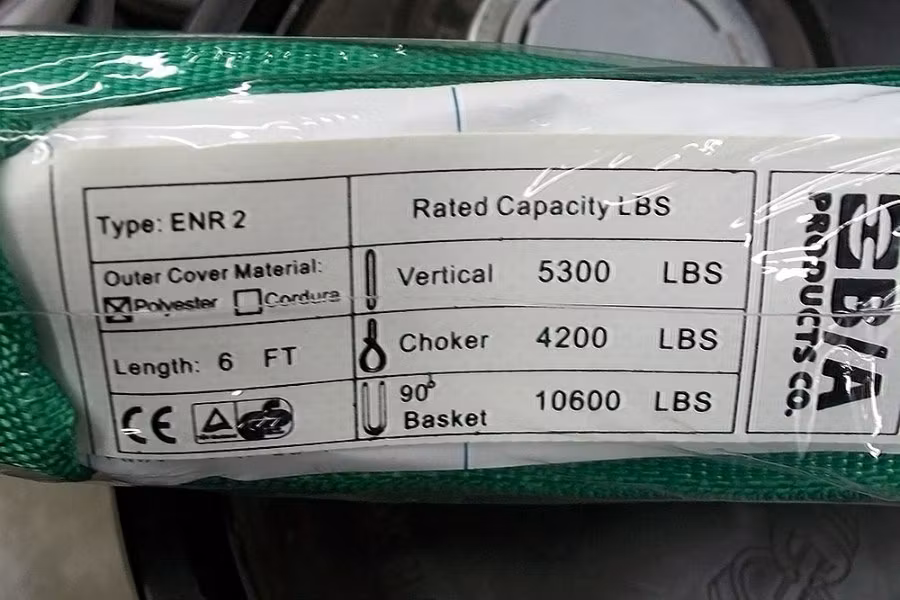 Type: ENR 2
Outer Cover Material:
Polyester Cordura
Length: 6 FT
CE
Rated Capacity LBS
Vertical 5300 LBS
Choker 4200 LBS
90° Basket 10600 LBS
EBIA
PRODUCTS CO.